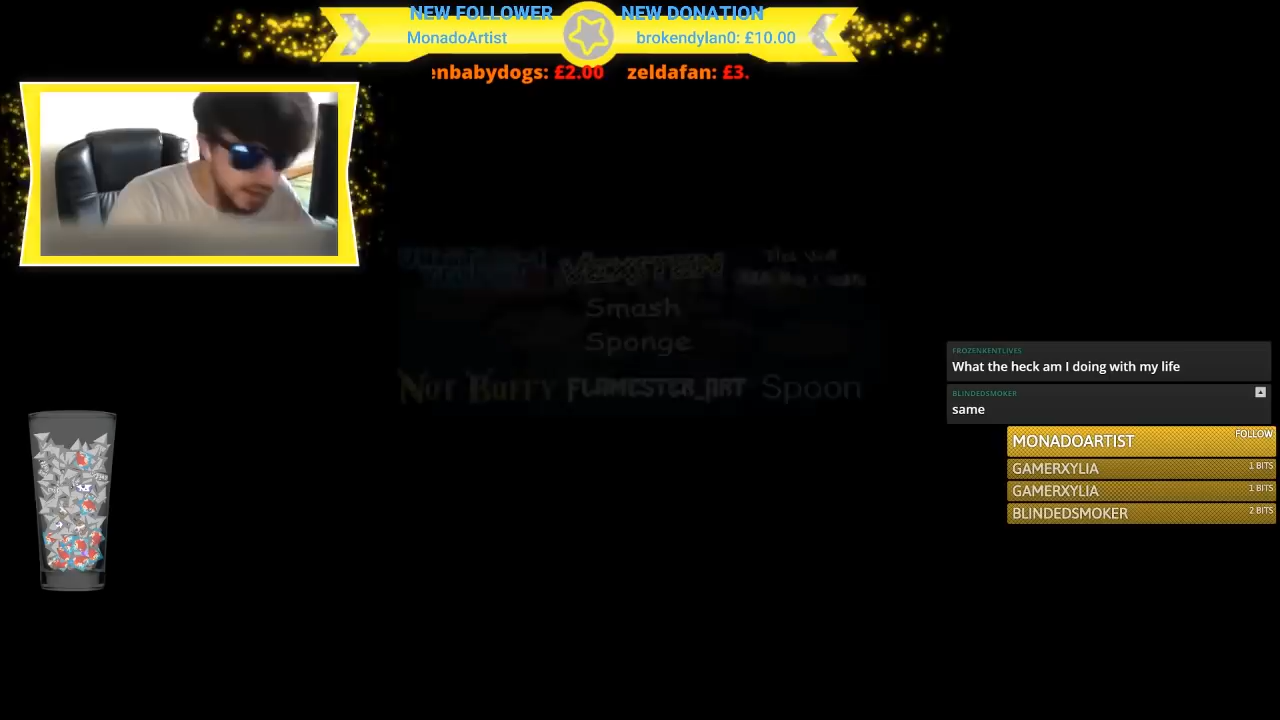 NEW FOLLOWER
NEW DONATION
MonadoArtist
brokendylan0: £10.00
enbabydogs: £2.00 zeldafan: £3.
Smash
Sponge
FLAMESTER_ART
Spoon
FROZENKENTLIVES
What the heck am I doing with my life
BLINDEDSMOKER
same
MONADOARTIST FOLLOW
GAMERXYLIA 1 BITS
GAMERXYLIA 1 BITS
BLINDEDSMOKER 2 BITS